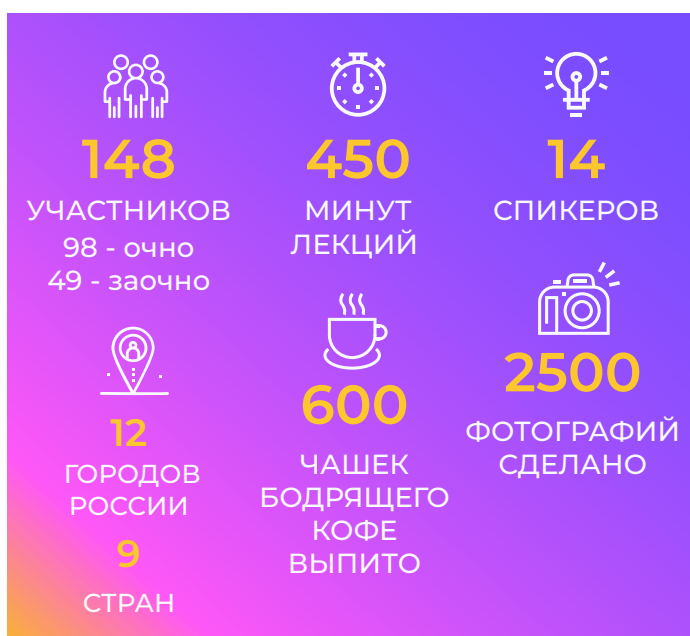 148
УЧАСТНИКОВ
98 - очно
49 - заочно
450
МИНУТ
ЛЕКЦИЙ
14
СПИКЕРОВ
12
ГОРОДОВ
РОССИИ
9
СТРАН
600
ЧАШЕК
БОДРЯЩЕГО
КОФЕ
ВЫПИТО
2500
ФОТОГРАФИЙ
СДЕЛАНО